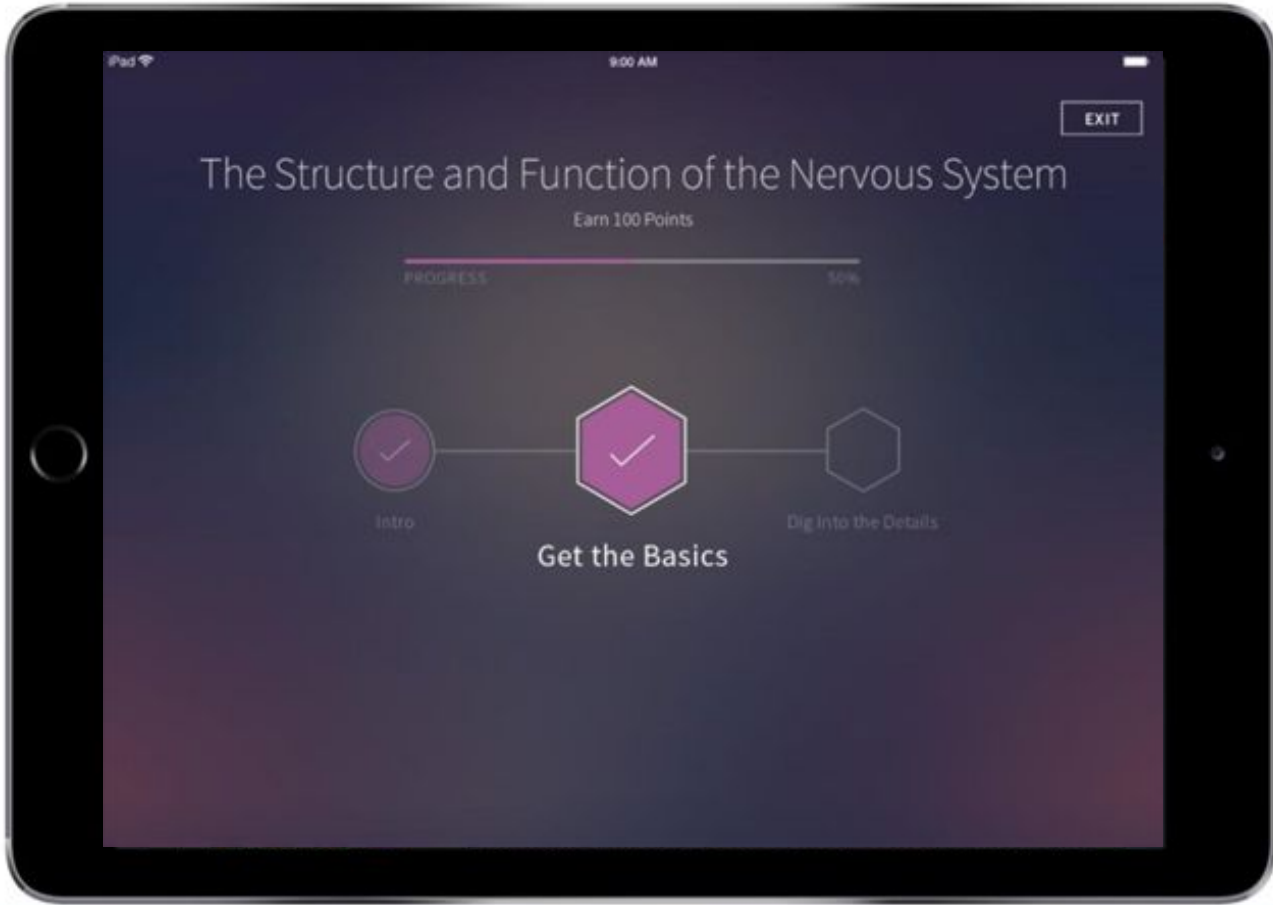 iPad
9:00 AM
EXIT
The Structure and Function of the Nervous System
Earn 100 Points
PROGRESS 50%
Intro
Dig Into the Details
Get the Basics